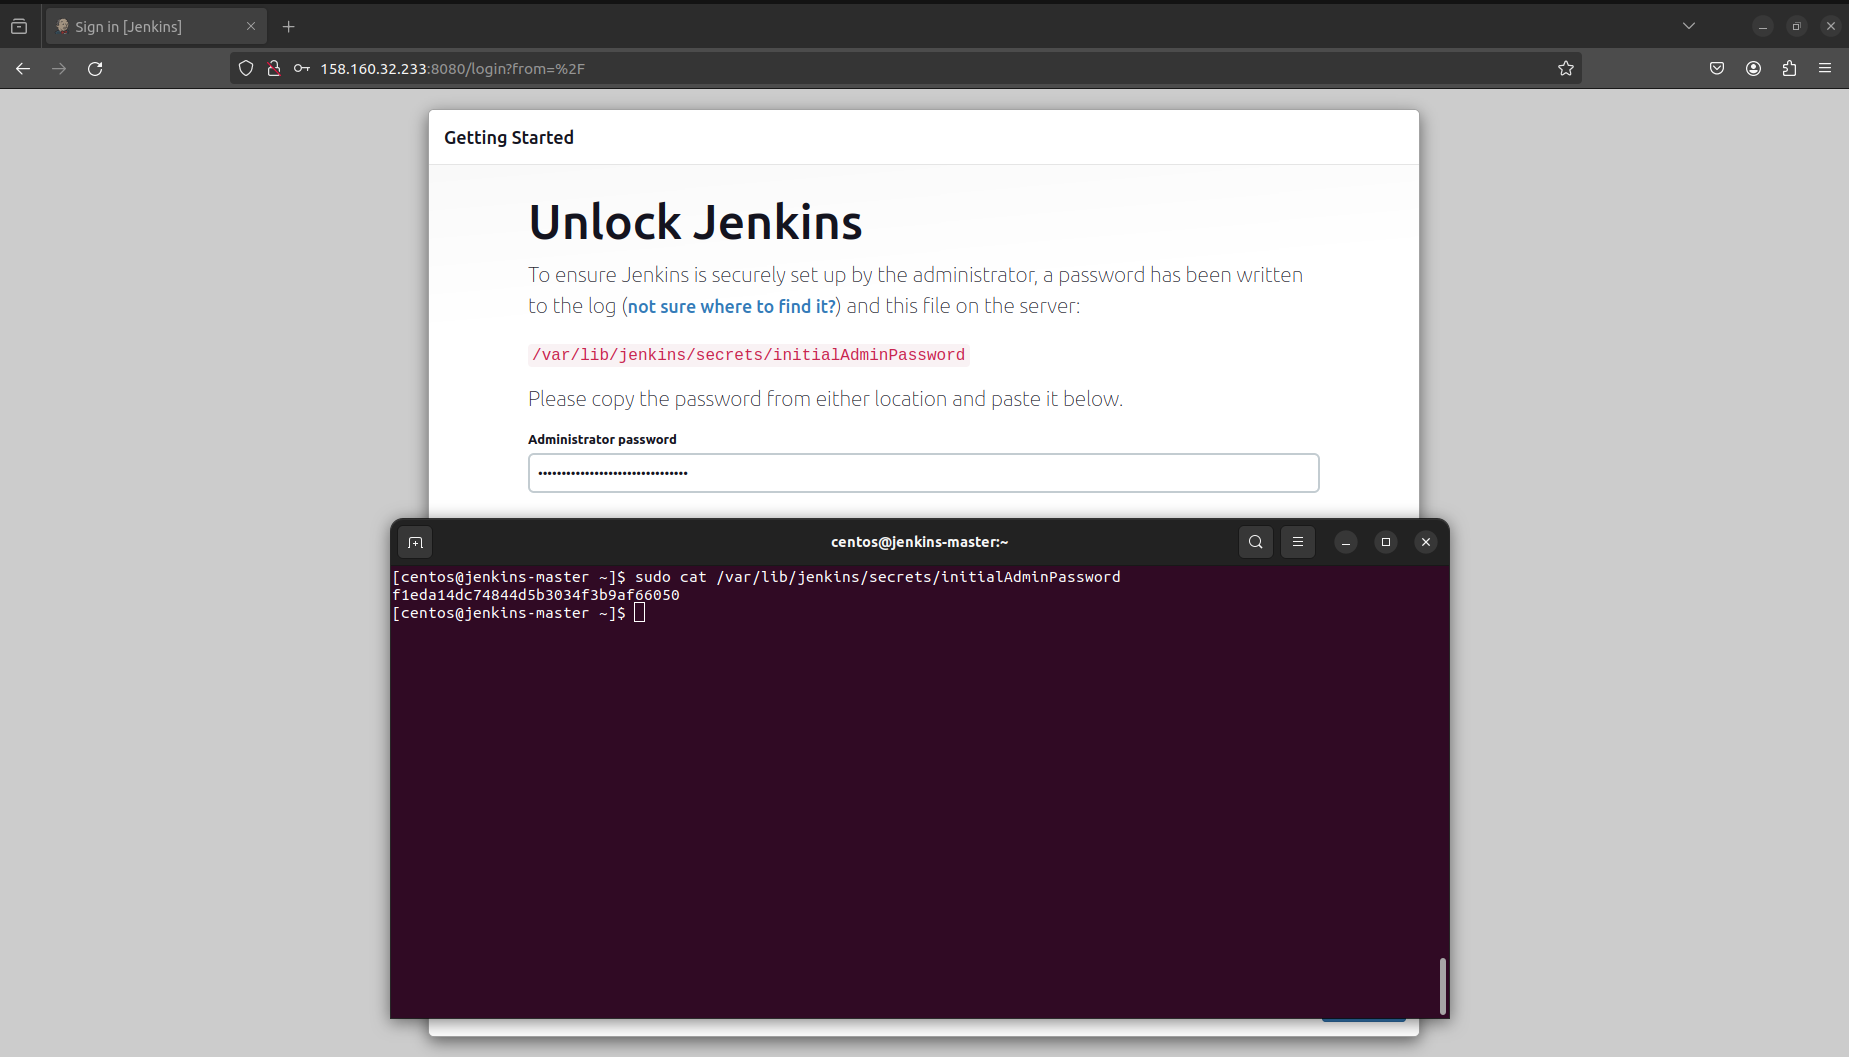 Sign in [Jenkins]
158.160.32.233:8080/login?from=%2F
Getting Started
Unlock Jenkins
To ensure Jenkins is securely set up by the administrator, a password has been written
to the log (not sure where to find it?) and this file on the server:
/var/lib/jenkins/secrets/initialAdminPassword
Please copy the password from either location and paste it below.
Administrator password
••••••••••••••••••••••••••••••••
centos@jenkins-master:~
[centos@jenkins-master ~]$ sudo cat /var/lib/jenkins/secrets/initialAdminPassword
f1eda14dc74844d5b3034f3b9af66050
[centos@jenkins-master ~]$